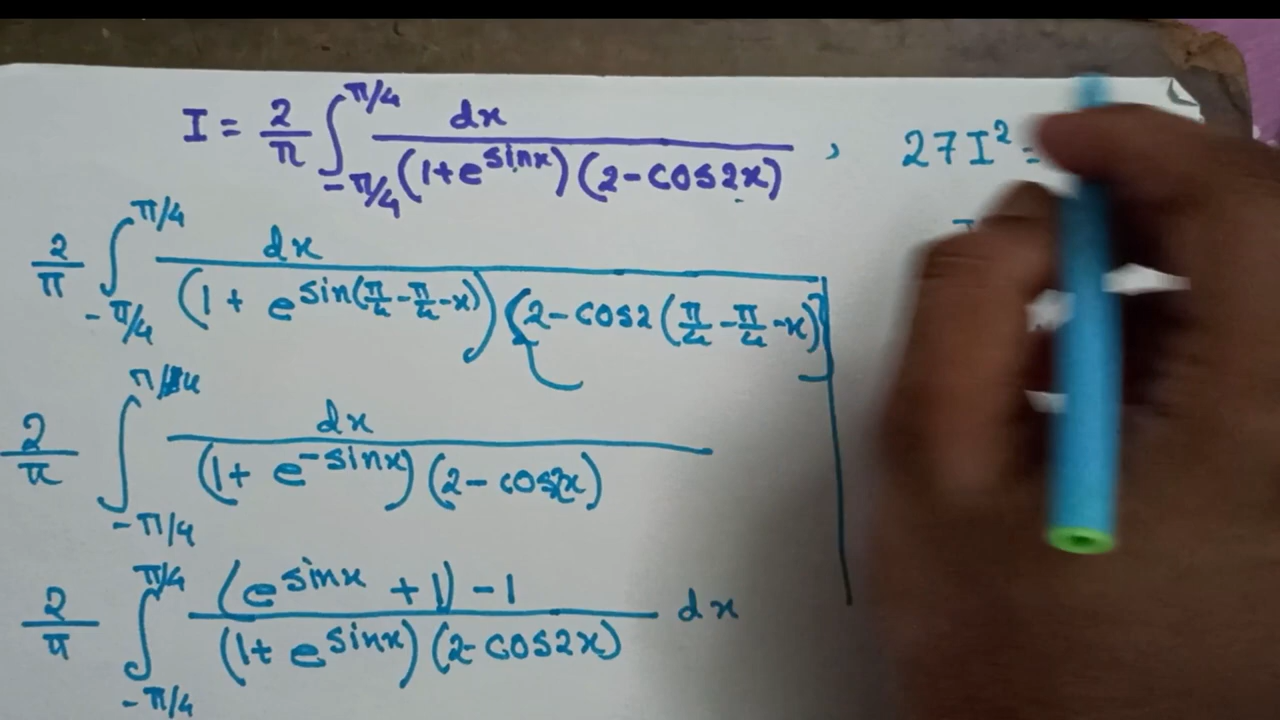 I = 2/π ∫_{-π/4}^{π/4} dx / (1+e^{sinx})(2-cos2x) , 27I² =
2/π ∫_{-π/4}^{π/4} dx / (1 + e^{sin(π/4 - π/4 - x)}) (2-cos2(π/4 - π/4 - x))
2/π ∫_{-π/4}^{π/4} dx / (1 + e^{-sinx}) (2-cos2x)
2/π ∫_{-π/4}^{π/4} (e^{sinx} + 1) - 1 / (1+ e^{sinx}) (2-cos2x) dx